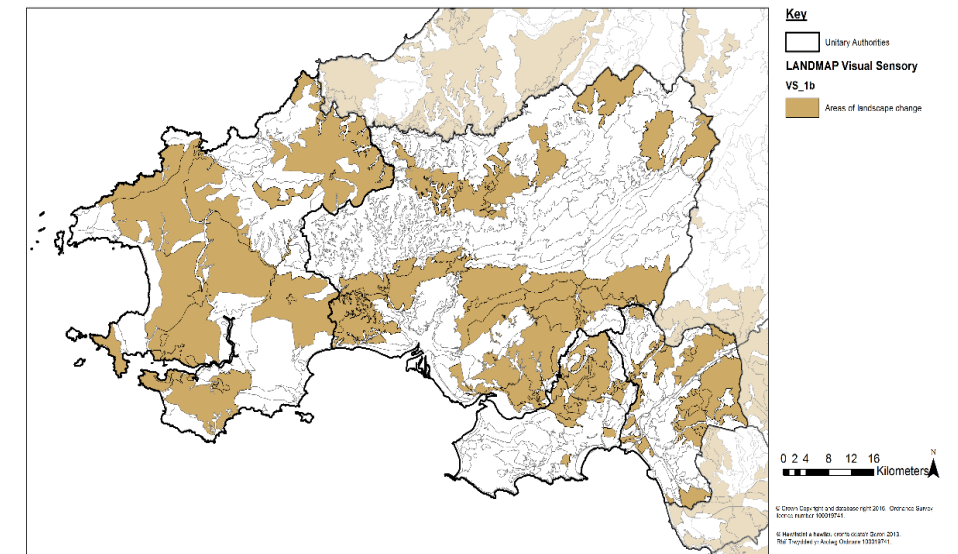 Key
Unitary Authorities
LANDMAP Visual Sensory
VS_1b
Areas of landscape change
N
0 2 4 8 12 16
Kilometers
© Crown Copyright and database right 2016. Ordnance Survey
licence number 100019741.
© Hawlfraint a hawliau cronfa ddata'r Goron 2013.
Rhif Trwydded yr Arolwg Ordnans 100019741.